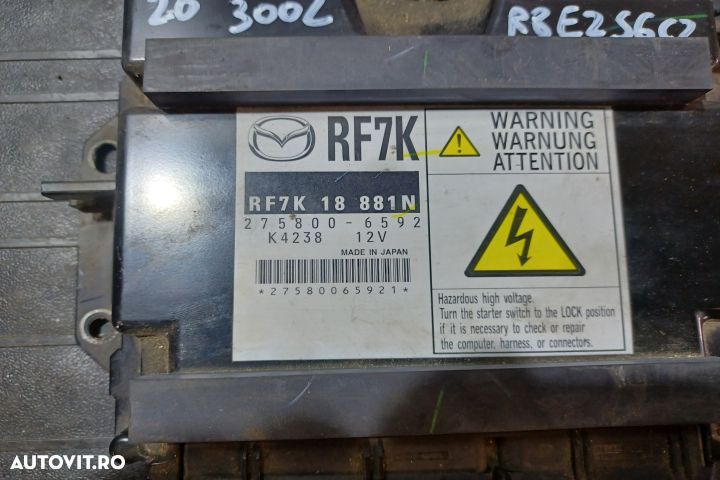 20 300L
RF7K
RF7K 18 881N
275800-6592
K4238 12V
MADE IN JAPAN
*27580065921*
WARNING
WARNUNG
ATTENTION
Hazardous high voltage.
Turn the starter switch to the LOCK position
if it is necessary to check or repair
the computer, harness, or connectors.
AUTOVIT.RO